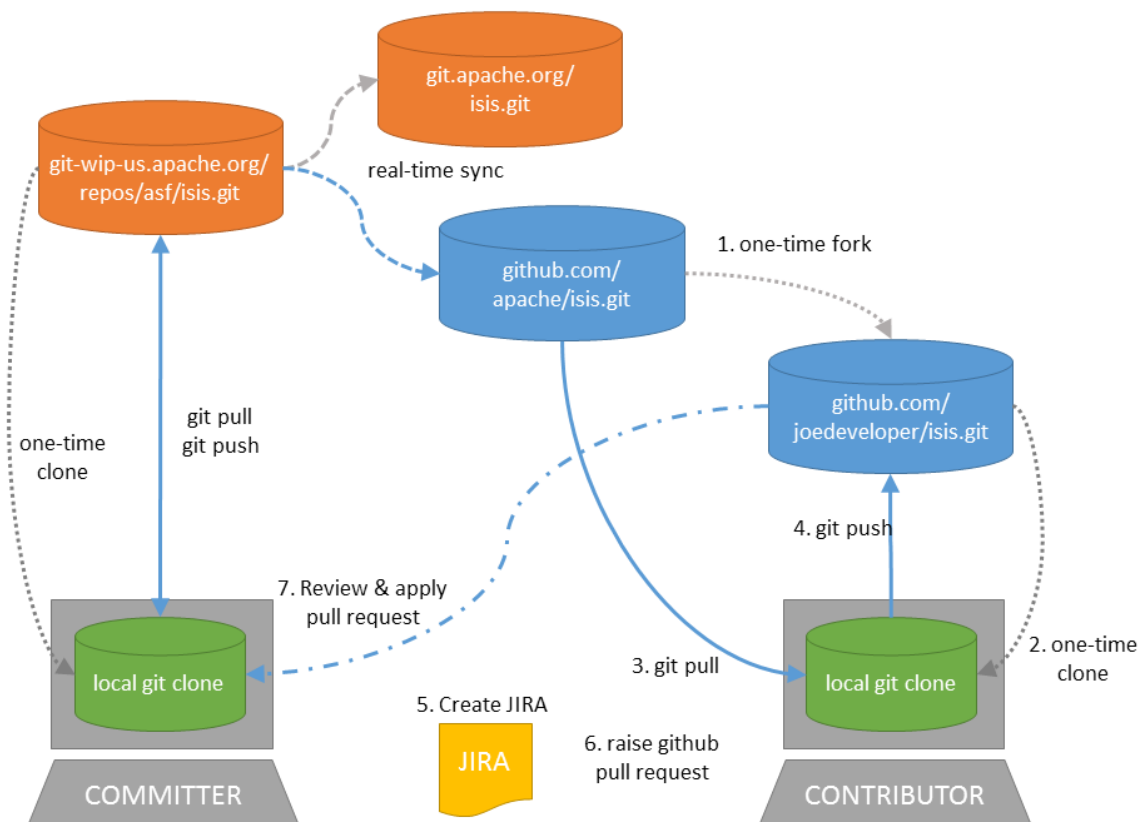 git.apache.org/
isis.git
git-wip-us.apache.org/
repos/asf/isis.git
real-time sync
1. one-time fork
github.com/
apache/isis.git
github.com/
joedeveloper/isis.git
git pull
git push
one-time
clone
4. git push
7. Review & apply
pull request
2. one-time
clone
3. git pull
local git clone
local git clone
5. Create JIRA
JIRA
6. raise github
pull request
COMMITTER
CONTRIBUTOR